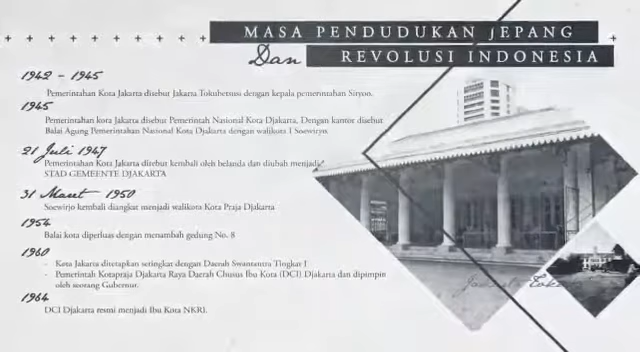 MASA PENDUDUKAN JEPANG
Dan REVOLUSI INDONESIA
1942 - 1945
Pemerintahan Kota Jakarta disebut Jakarta Tokubetsusi dengan kepala pemerintahan Sityon.
1945
Pemerintahan kota Jakarta disebut Pemerintah Nasional Kota Djakarta, Dengan kantor disebut
Balai Agung Pemerintahan Nasional Kota Djakarta dengan walikota I Soewiryo.
21 Juli 1947
Pemerintahan Kota Jakarta direbut kembali oleh belanda dan diubah menjadi
STAD GEMEENTE DJAKARTA
31 Maret 1950
Soewirjo kembali diangkat menjadi walikota Kota Praja Djakarta
1954
Balai kota diperluas dengan menambah gedung No. 8
1960
- Kota Jakarta ditetapkan setingkat dengan Daerah Swantantra Tingkat I
- Pemerintah Kotapraja Djakarta Raya Daerah Chusus Ibu Kota (DCI) Djakarta dan dipimpin
oleh seorang Gubernur.
1964
DCI Djakarta resmi menjadi Ibu Kota NKRI.